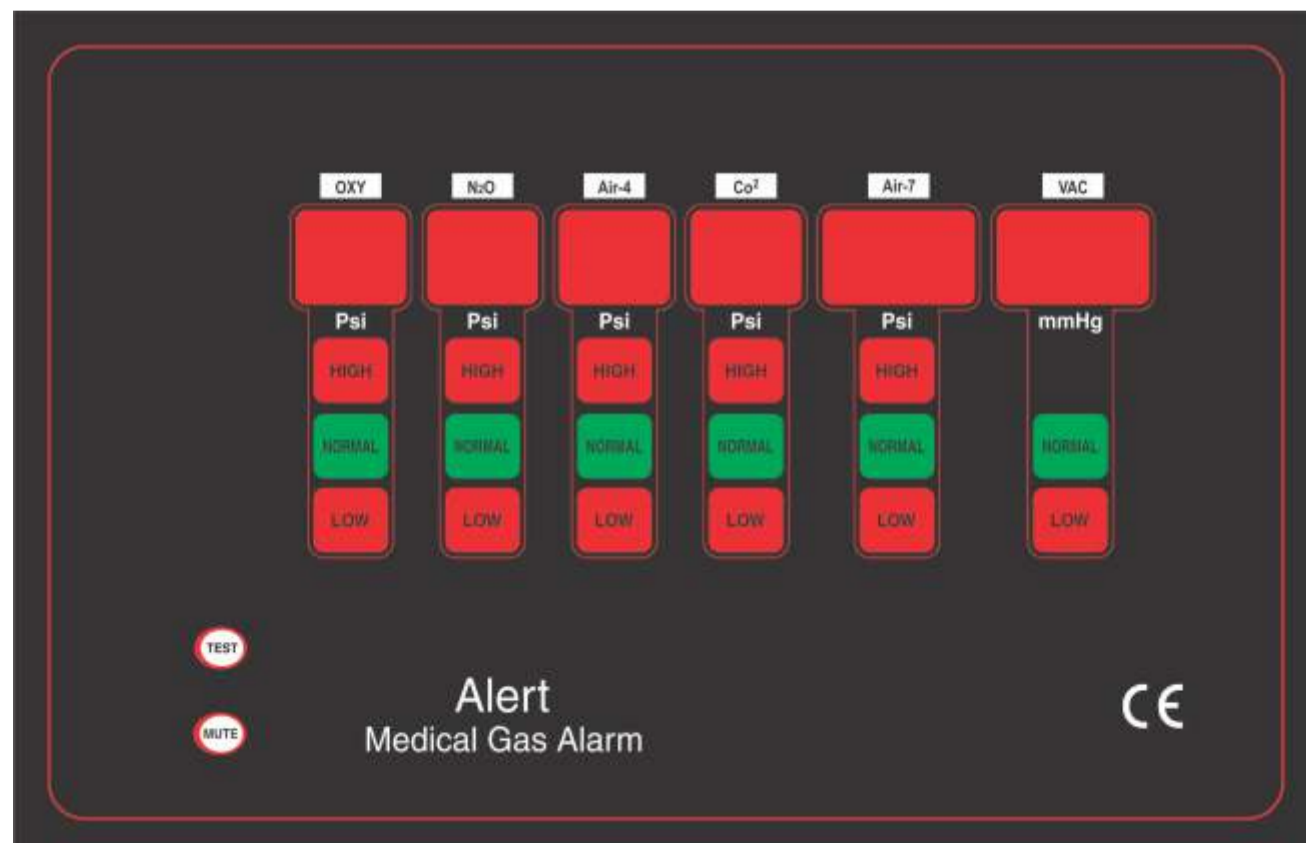 OXY N₂O Air-4 Co² Air-7 VAC
Psi Psi Psi Psi Psi mmHg
HIGH HIGH HIGH HIGH HIGH
NORMAL NORMAL NORMAL NORMAL NORMAL NORMAL
LOW LOW LOW LOW LOW LOW
TEST
Alert
MUTE
Medical Gas Alarm
CE